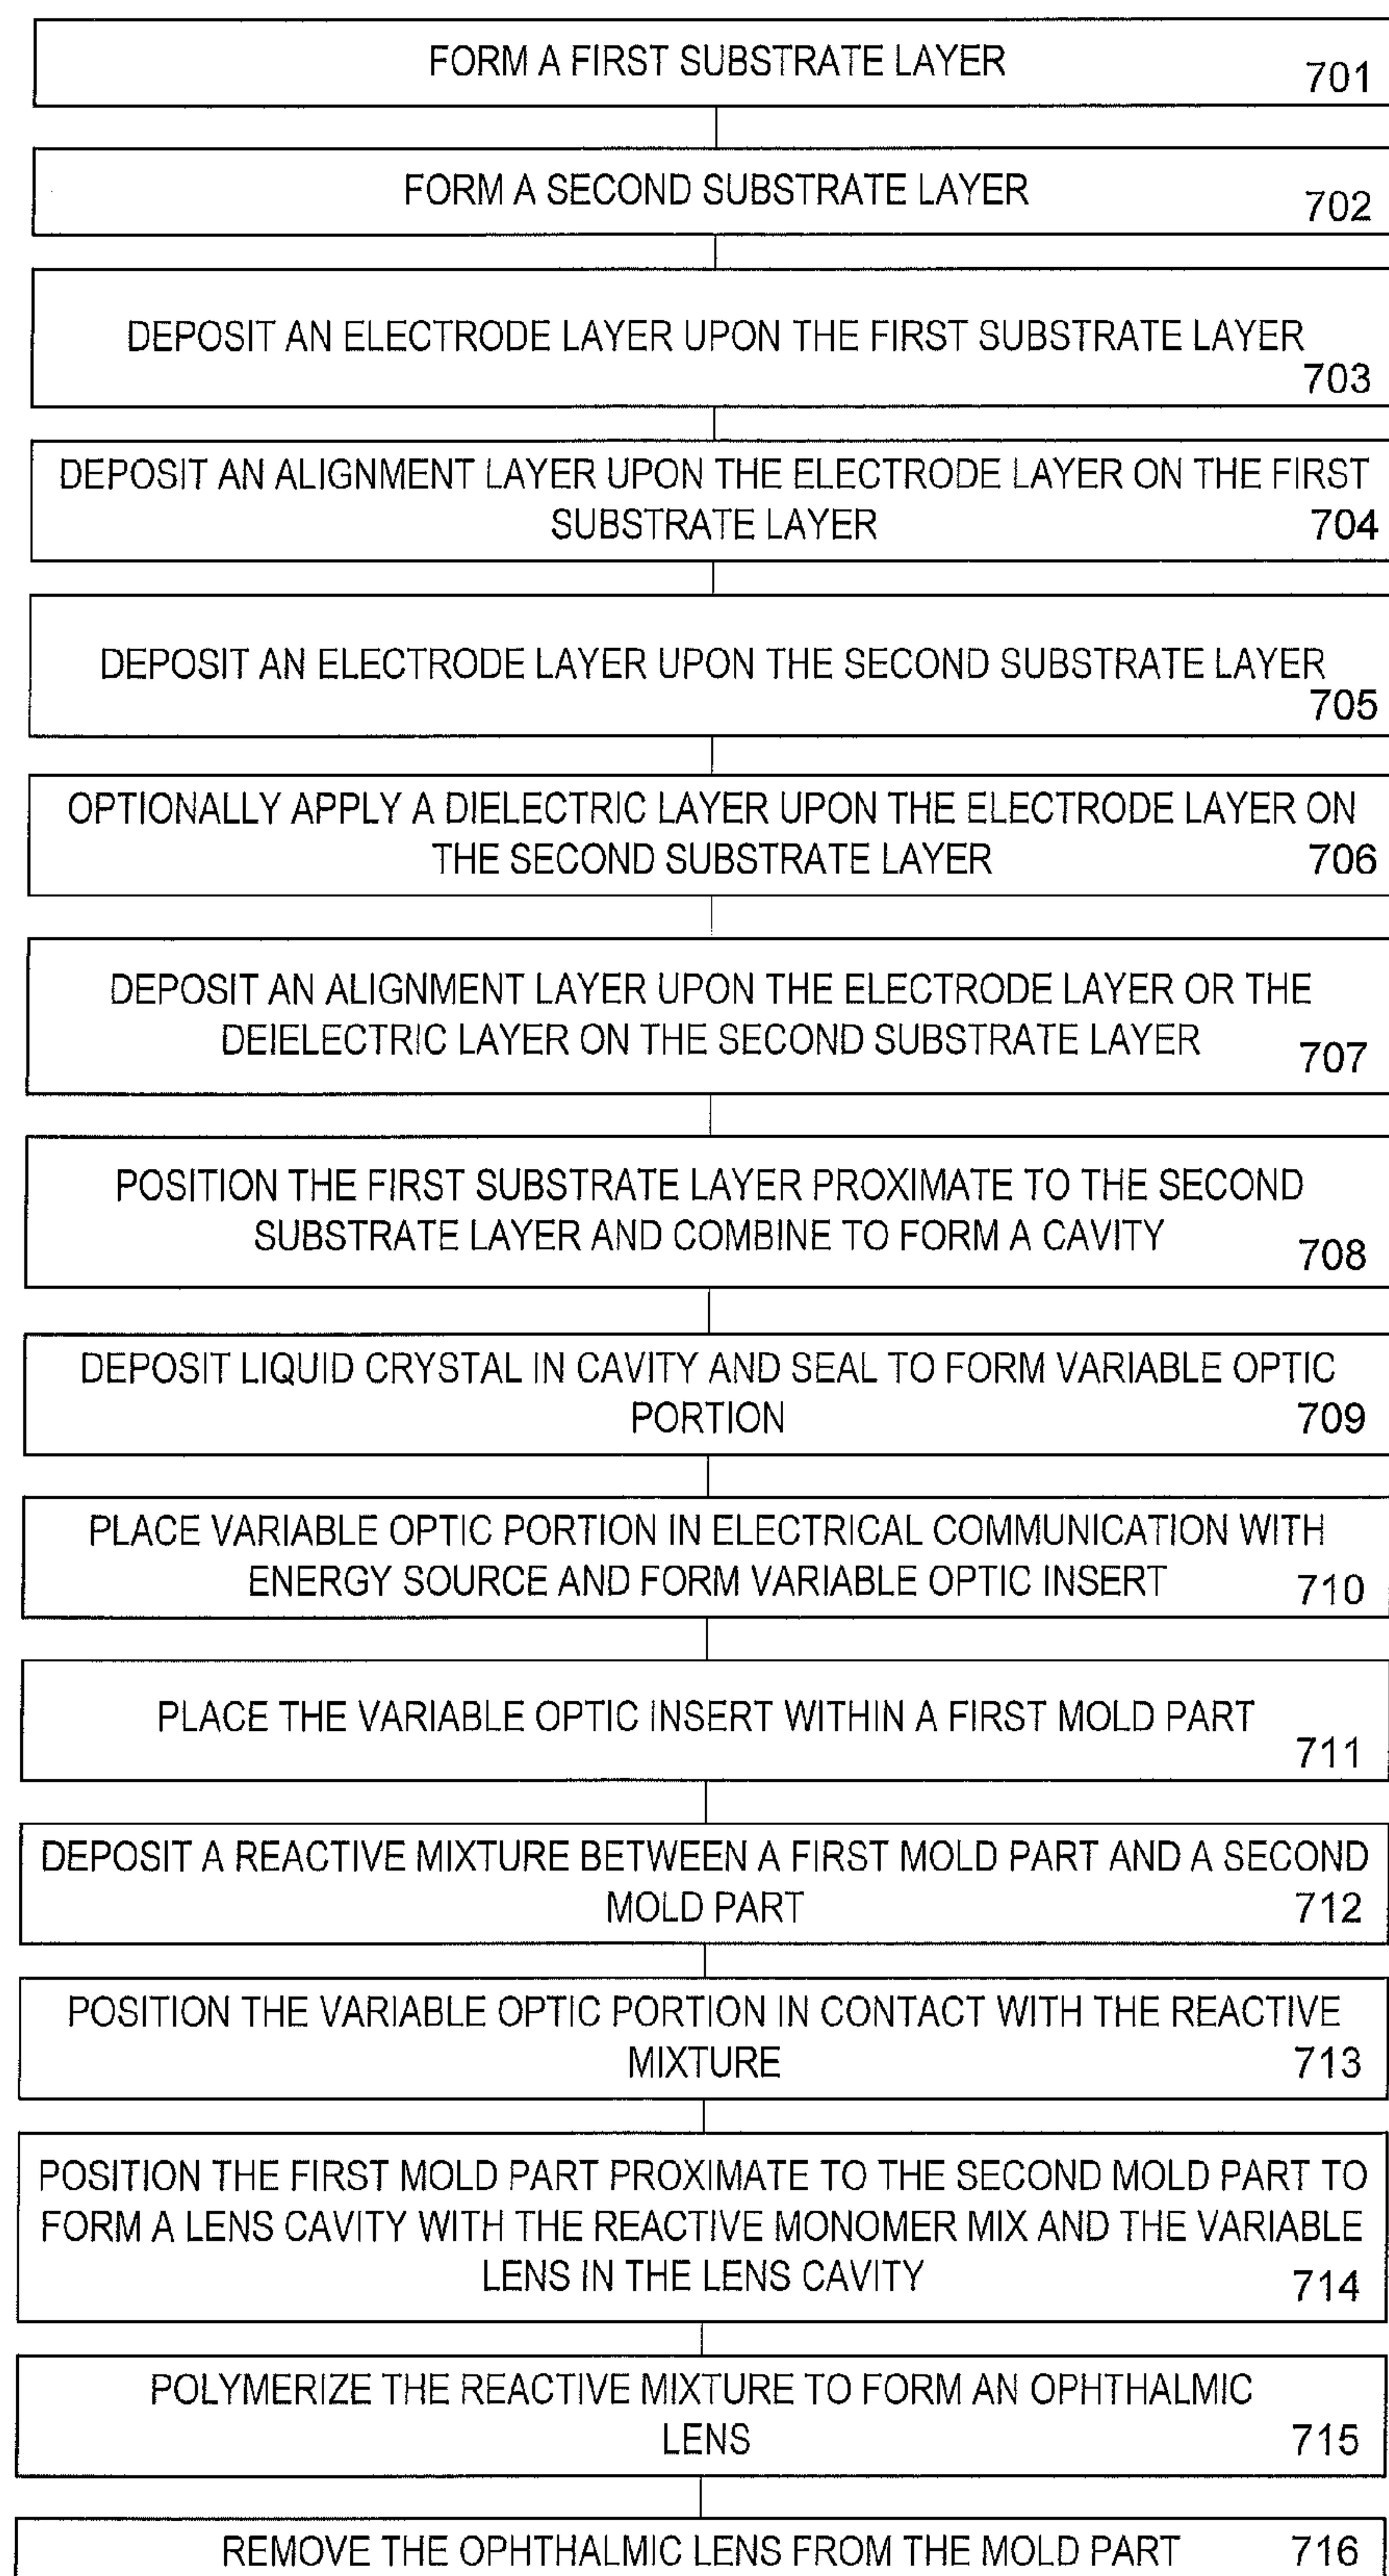 FORM A FIRST SUBSTRATE LAYER
701
FORM A SECOND SUBSTRATE LAYER
702
DEPOSIT AN ELECTRODE LAYER UPON THE FIRST SUBSTRATE LAYER
703
DEPOSIT AN ALIGNMENT LAYER UPON THE ELECTRODE LAYER ON THE FIRST
SUBSTRATE LAYER 704
DEPOSIT AN ELECTRODE LAYER UPON THE SECOND SUBSTRATE LAYER
705
OPTIONALLY APPLY A DIELECTRIC LAYER UPON THE ELECTRODE LAYER ON
THE SECOND SUBSTRATE LAYER 706
DEPOSIT AN ALIGNMENT LAYER UPON THE ELECTRODE LAYER OR THE
DEIELECTRIC LAYER ON THE SECOND SUBSTRATE LAYER 707
POSITION THE FIRST SUBSTRATE LAYER PROXIMATE TO THE SECOND
SUBSTRATE LAYER AND COMBINE TO FORM A CAVITY 708
DEPOSIT LIQUID CRYSTAL IN CAVITY AND SEAL TO FORM VARIABLE OPTIC
PORTION 709
PLACE VARIABLE OPTIC PORTION IN ELECTRICAL COMMUNICATION WITH
ENERGY SOURCE AND FORM VARIABLE OPTIC INSERT 710
PLACE THE VARIABLE OPTIC INSERT WITHIN A FIRST MOLD PART
711
DEPOSIT A REACTIVE MIXTURE BETWEEN A FIRST MOLD PART AND A SECOND
MOLD PART 712
POSITION THE VARIABLE OPTIC PORTION IN CONTACT WITH THE REACTIVE
MIXTURE 713
POSITION THE FIRST MOLD PART PROXIMATE TO THE SECOND MOLD PART TO
FORM A LENS CAVITY WITH THE REACTIVE MONOMER MIX AND THE VARIABLE
LENS IN THE LENS CAVITY 714
POLYMERIZE THE REACTIVE MIXTURE TO FORM AN OPHTHALMIC
LENS 715
REMOVE THE OPHTHALMIC LENS FROM THE MOLD PART 716